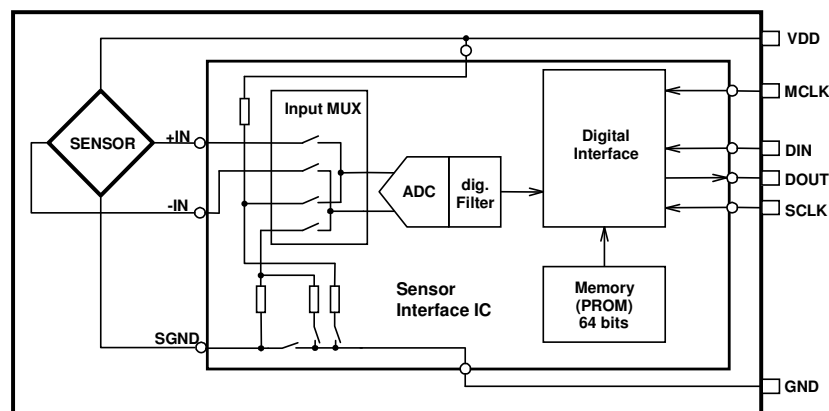 VDD
MCLK
Input MUX
SENSOR
+IN
Digital
Interface
DIN
DOUT
ADC
dig.
Filter
-IN
SCLK
Sensor
Interface IC
Memory
(PROM)
64 bits
SGND
GND